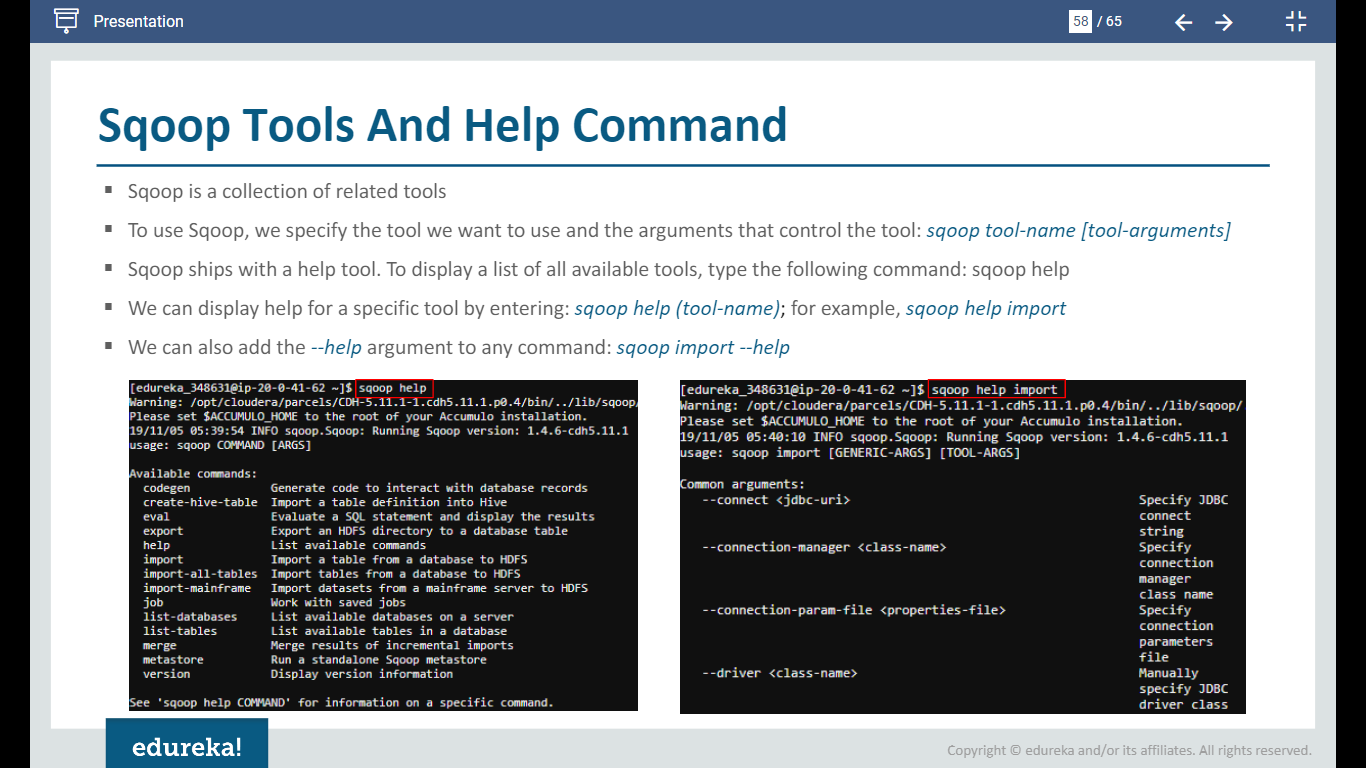 Presentation
58 / 65
Sqoop Tools And Help Command
▪ Sqoop is a collection of related tools
▪ To use Sqoop, we specify the tool we want to use and the arguments that control the tool: sqoop tool-name [tool-arguments]
▪ Sqoop ships with a help tool. To display a list of all available tools, type the following command: sqoop help
▪ We can display help for a specific tool by entering: sqoop help (tool-name); for example, sqoop help import
▪ We can also add the --help argument to any command: sqoop import --help
[edureka_348631@ip-20-0-41-62 ~]$ sqoop help
Warning: /opt/cloudera/parcels/CDH-5.11.1-1.cdh5.11.1.p0.4/bin/../lib/sqoop/
Please set $ACCUMULO_HOME to the root of your Accumulo installation.
19/11/05 05:39:54 INFO sqoop.Sqoop: Running Sqoop version: 1.4.6-cdh5.11.1
usage: sqoop COMMAND [ARGS]
Available commands:
codegen Generate code to interact with database records
create-hive-table Import a table definition into Hive
eval Evaluate a SQL statement and display the results
export Export an HDFS directory to a database table
help List available commands
import Import a table from a database to HDFS
import-all-tables Import tables from a database to HDFS
import-mainframe Import datasets from a mainframe server to HDFS
job Work with saved jobs
list-databases List available databases on a server
list-tables List available tables in a database
merge Merge results of incremental imports
metastore Run a standalone Sqoop metastore
version Display version information
See 'sqoop help COMMAND' for information on a specific command.
[edureka_348631@ip-20-0-41-62 ~]$ sqoop help import
Warning: /opt/cloudera/parcels/CDH-5.11.1-1.cdh5.11.1.p0.4/bin/../lib/sqoop/
Please set $ACCUMULO_HOME to the root of your Accumulo installation.
19/11/05 05:40:10 INFO sqoop.Sqoop: Running Sqoop version: 1.4.6-cdh5.11.1
usage: sqoop import [GENERIC-ARGS] [TOOL-ARGS]
Common arguments:
--connect <jdbc-uri> Specify JDBC
connect
string
--connection-manager <class-name> Specify
connection
manager
class name
--connection-param-file <properties-file> Specify
connection
parameters
file
--driver <class-name> Manually
specify JDBC
driver class
edureka!
Copyright © edureka and/or its affiliates. All rights reserved.